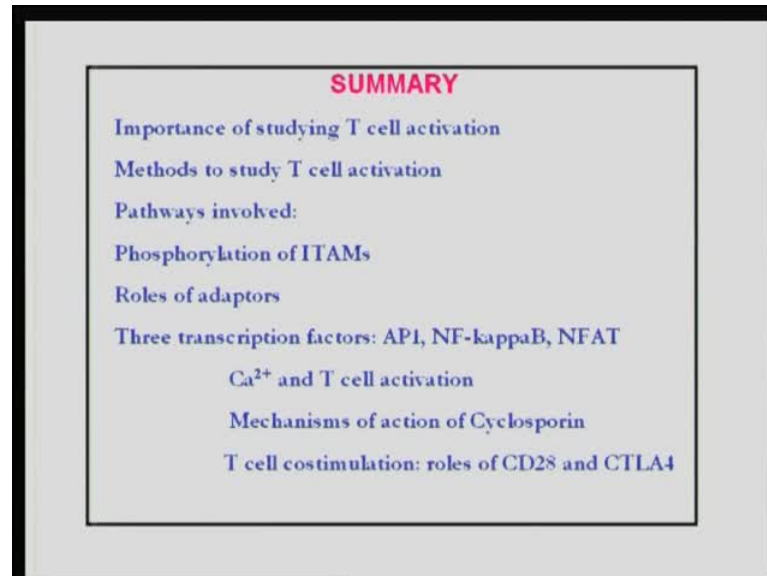 SUMMARY
Importance of studying T cell activation
Methods to study T cell activation
Pathways involved:
Phosphorylation of ITAMs
Roles of adaptors
Three transcription factors: AP1, NF-kappaB, NFAT
Ca²⁺ and T cell activation
Mechanisms of action of Cyclosporin
T cell costimulation: roles of CD28 and CTLA4